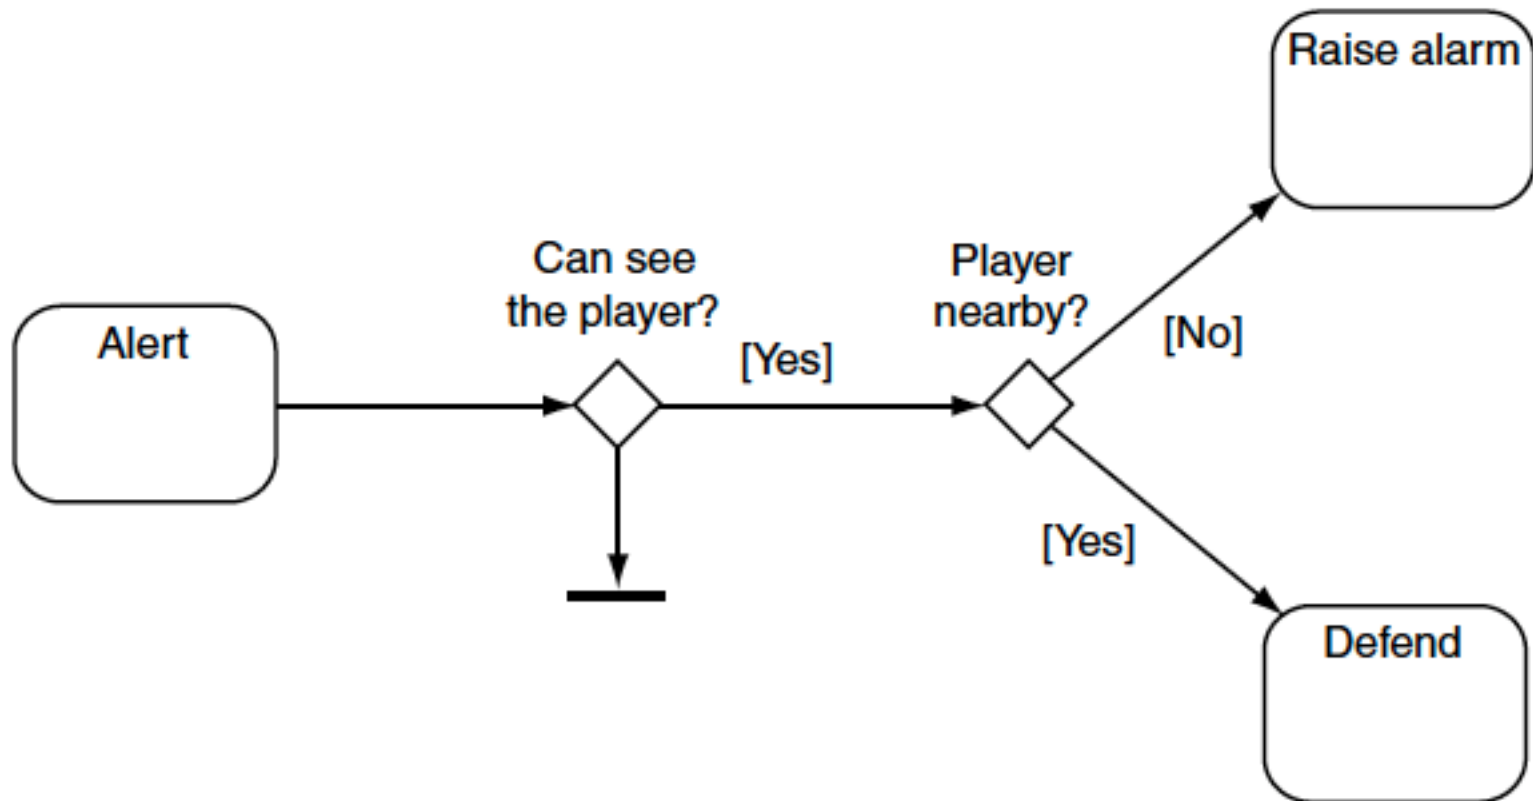 Raise alarm
Can see
the player?
Player
nearby?
[No]
Alert
[Yes]
[Yes]
Defend